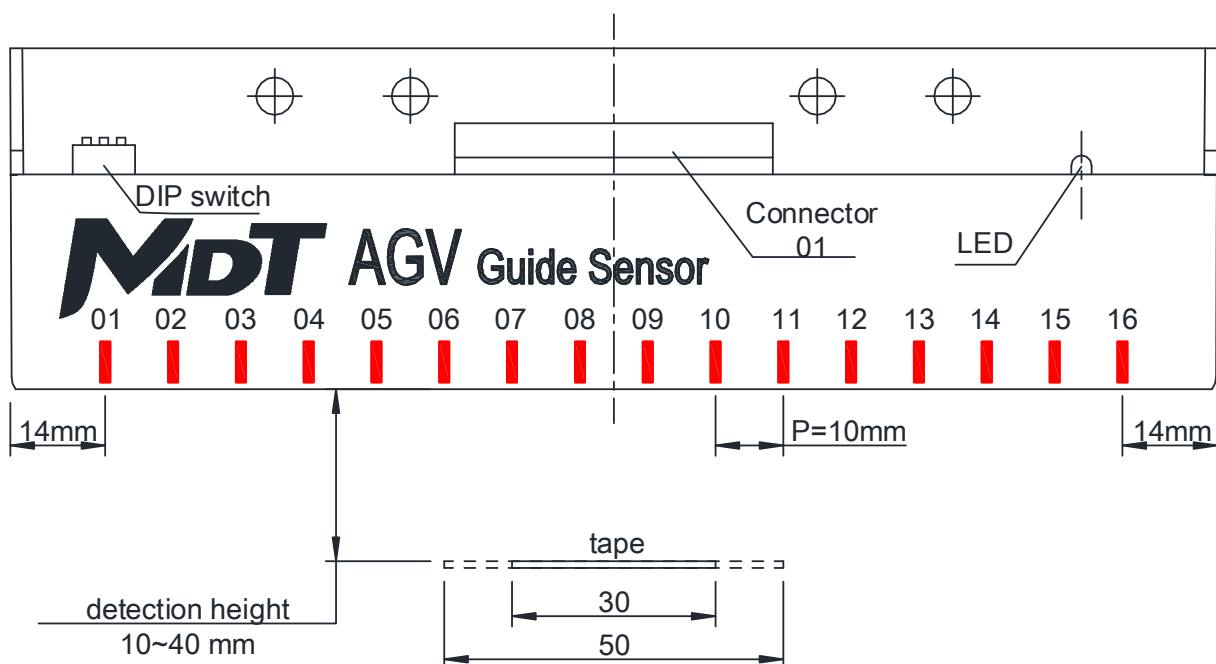 DIP switch
Connector
01
LED
MDT AGV Guide Sensor
01 02 03 04 05 06 07 08 09 10 11 12 13 14 15 16
14mm
P=10mm
14mm
tape
detection height
10~40 mm
30
50